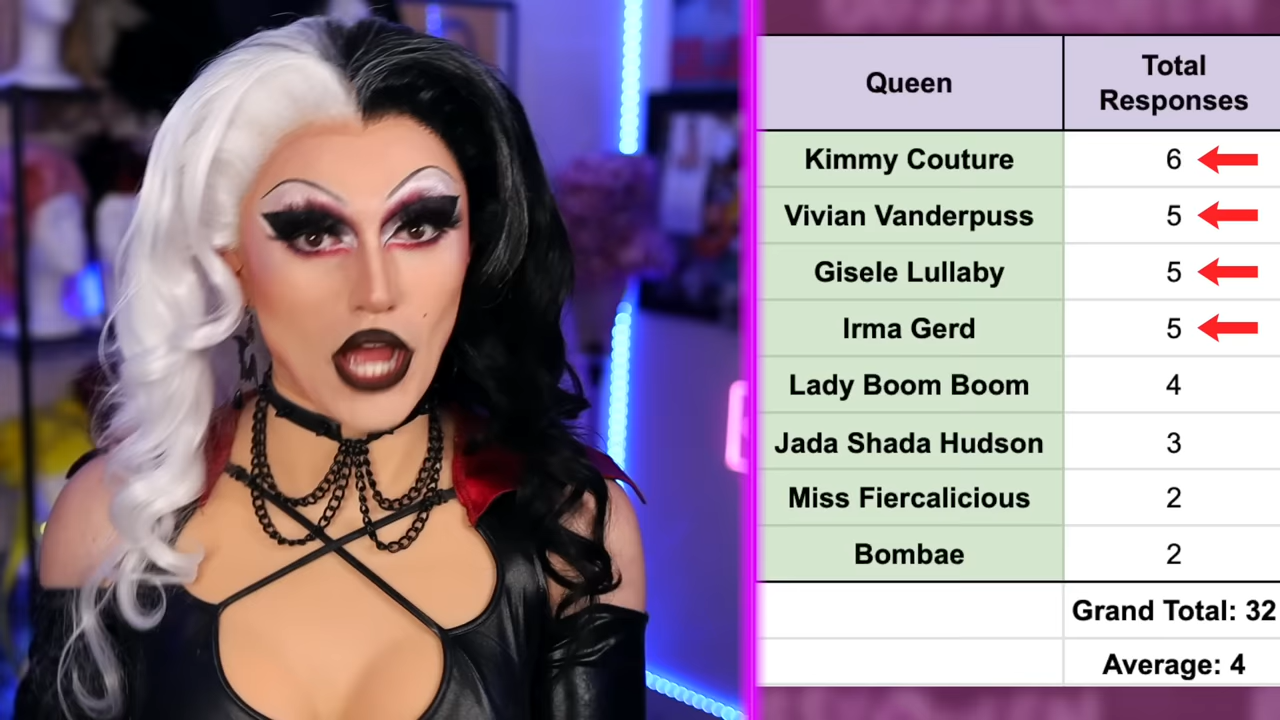 Queen
Total
Responses
Kimmy Couture 6
Vivian Vanderpuss 5
Gisele Lullaby 5
Irma Gerd 5
Lady Boom Boom 4
Jada Shada Hudson 3
Miss Fiercalicious 2
Bombae 2
Grand Total: 32
Average: 4